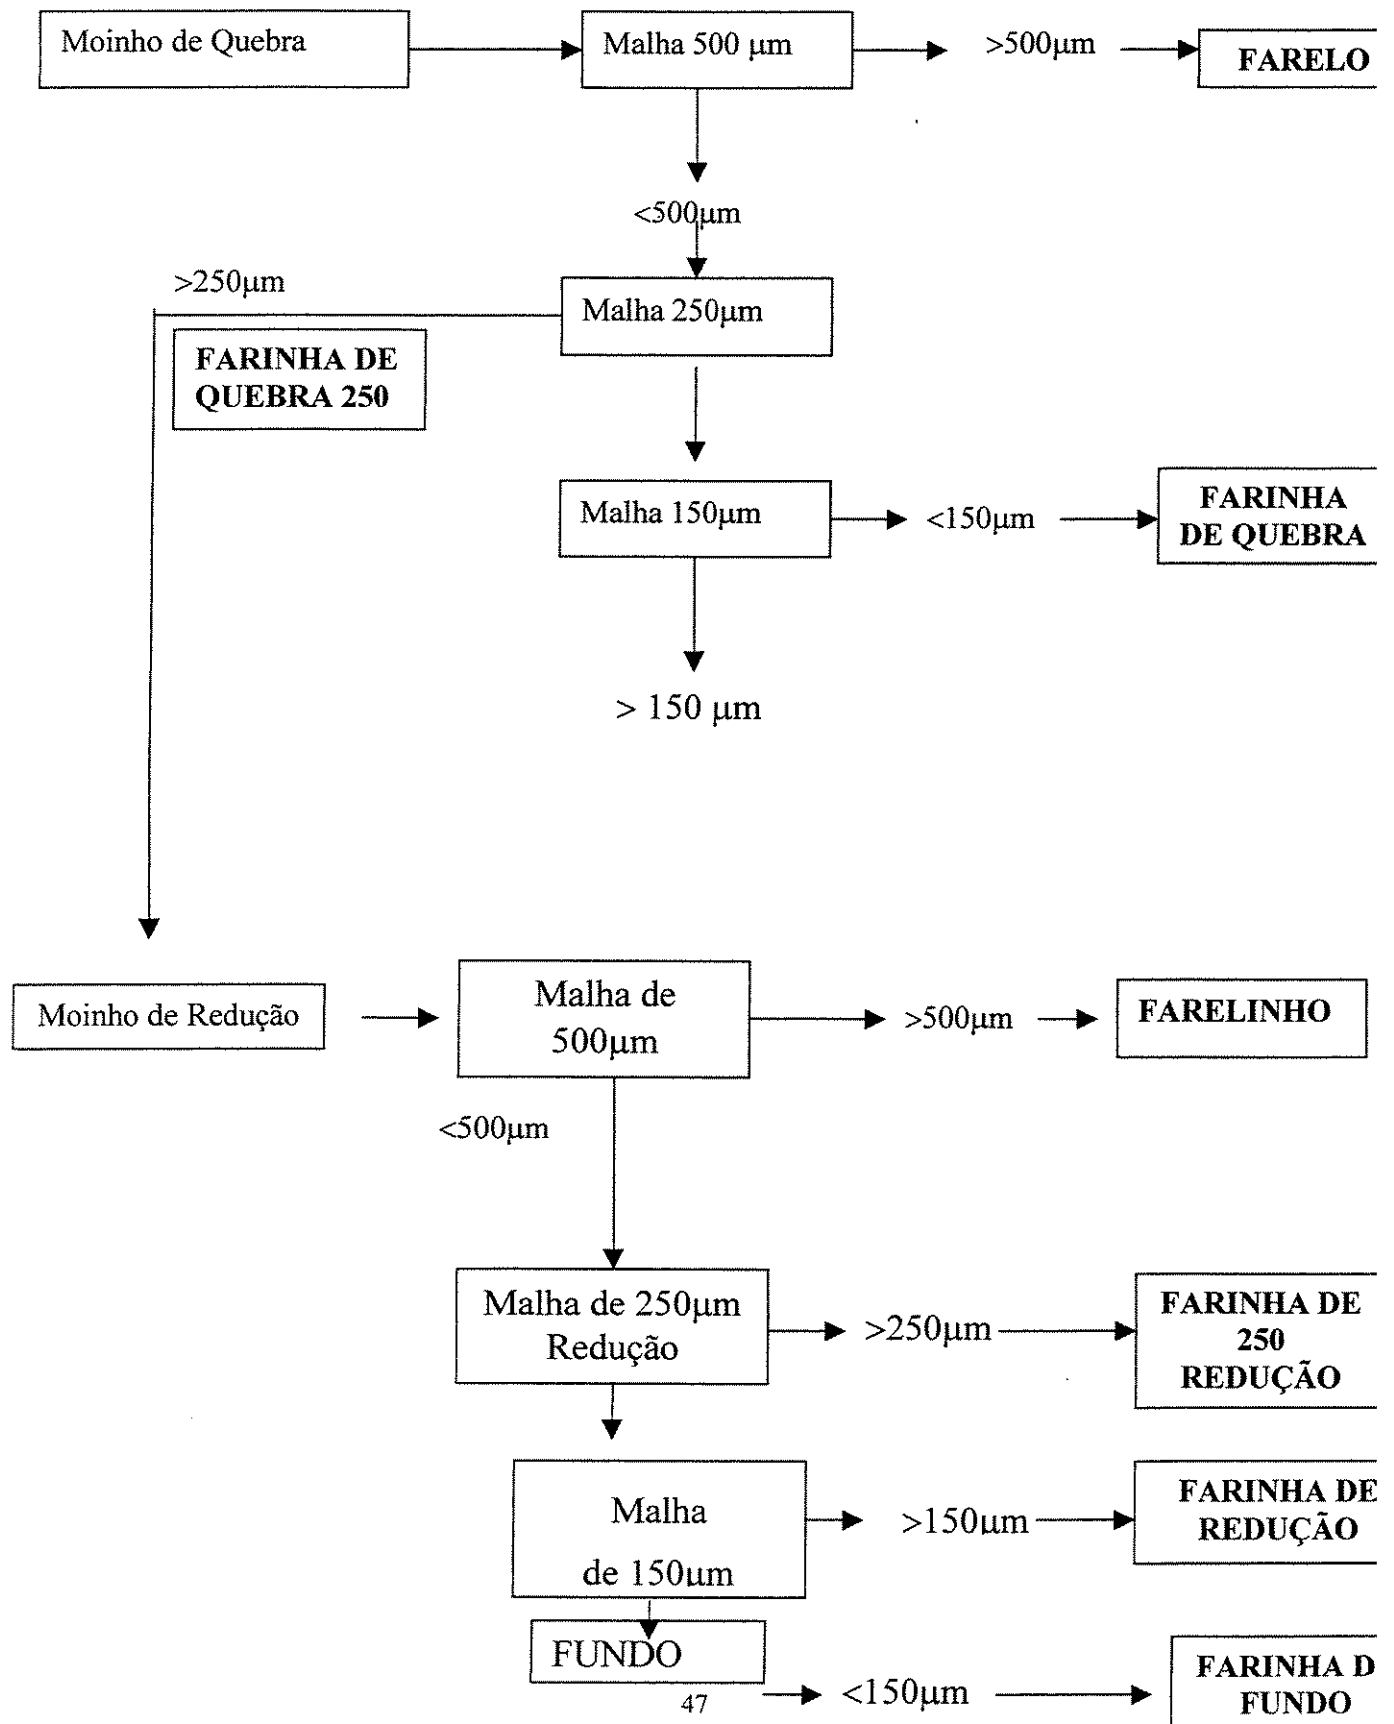 Moinho de Quebra
Malha 500 µm
>500µm
FARELO
<500µm
>250µm
Malha 250µm
FARINHA DE
QUEBRA 250
Malha 150µm
<150µm
FARINHA
DE QUEBRA
> 150 µm
Moinho de Redução
Malha de
500µm
>500µm
FARELINHO
<500µm
Malha de 250µm
Redução
>250µm
FARINHA DE
250
REDUÇÃO
Malha
de 150µm
>150µm
FARINHA DE
REDUÇÃO
FUNDO
<150µm
FARINHA D
FUNDO
47